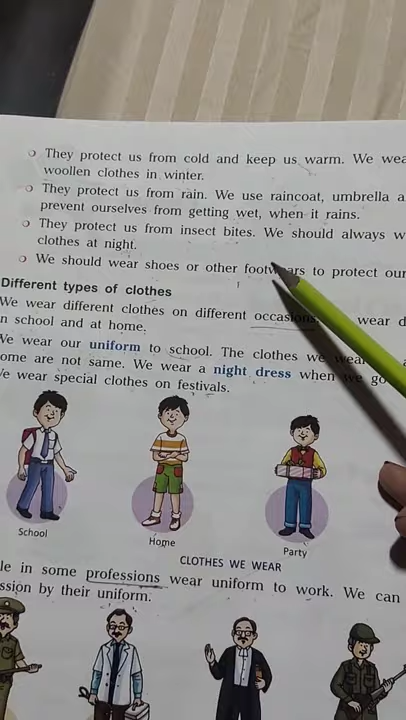 They protect us from cold and keep us warm. We wea
woollen clothes in winter.
They protect us from rain. We use raincoat, umbrella a
prevent ourselves from getting wet, when it rains.
They protect us from insect bites. We should always w
clothes at night.
We should wear shoes or other footwears to protect our
Different types of clothes
We wear different clothes on different occasions. wear d
n school and at home.
We wear our uniform to school. The clothes we wear
ome are not same. We wear a night dress when we go
We wear special clothes on festivals.
School
Home
Party
CLOTHES WE WEAR
le in some professions wear uniform to work. We can
ssion by their uniform.